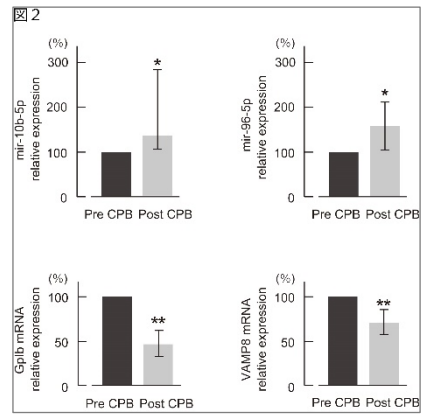 図2
(%)
300
200
100
0
mir-10b-5p
relative expression
*
Pre CPB Post CPB
(%)
300
200
100
0
mir-96-5p
relative expression
*
Pre CPB Post CPB
(%)
100
50
0
GpIb mRNA
relative expression
**
Pre CPB Post CPB
(%)
100
50
0
VAMP8 mRNA
relative expression
**
Pre CPB Post CPB